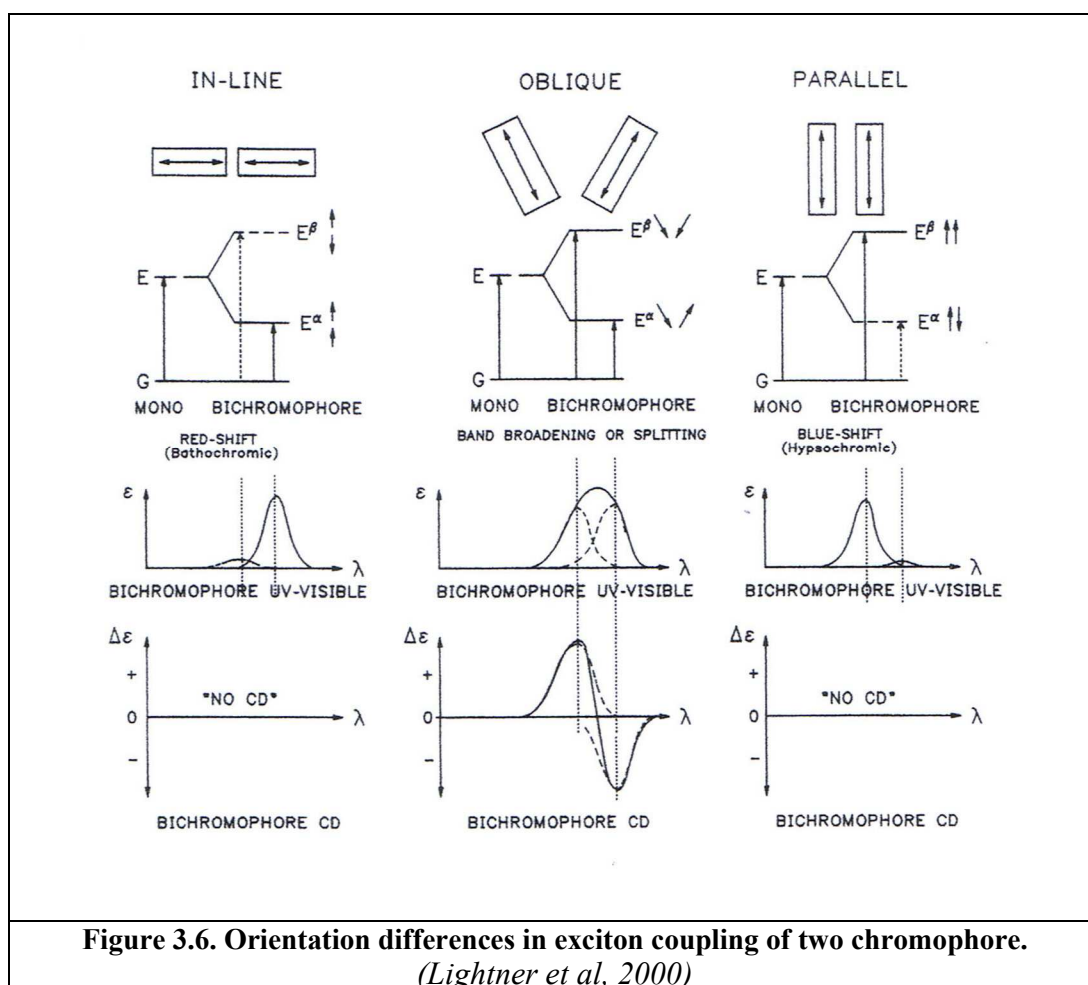 IN-LINE OBLIQUE PARALLEL
E E^β E E^β E E^β
E^α E^α E^α
G G G
MONO BICHROMOPHORE MONO BICHROMOPHORE MONO BICHROMOPHORE
RED-SHIFT BAND BROADENING OR SPLITTING BLUE-SHIFT
(Bathochromic) (Hypsochromic)
ε ε ε
λ λ λ
BICHROMOPHORE UV-VISIBLE BICHROMOPHORE UV-VISIBLE BICHROMOPHORE UV-VISIBLE
Δε Δε Δε
+ + +
"NO CD" "NO CD"
0 λ 0 λ 0 λ
− − −
BICHROMOPHORE CD BICHROMOPHORE CD BICHROMOPHORE CD
Figure 3.6. Orientation differences in exciton coupling of two chromophore.
(Lightner et al, 2000)